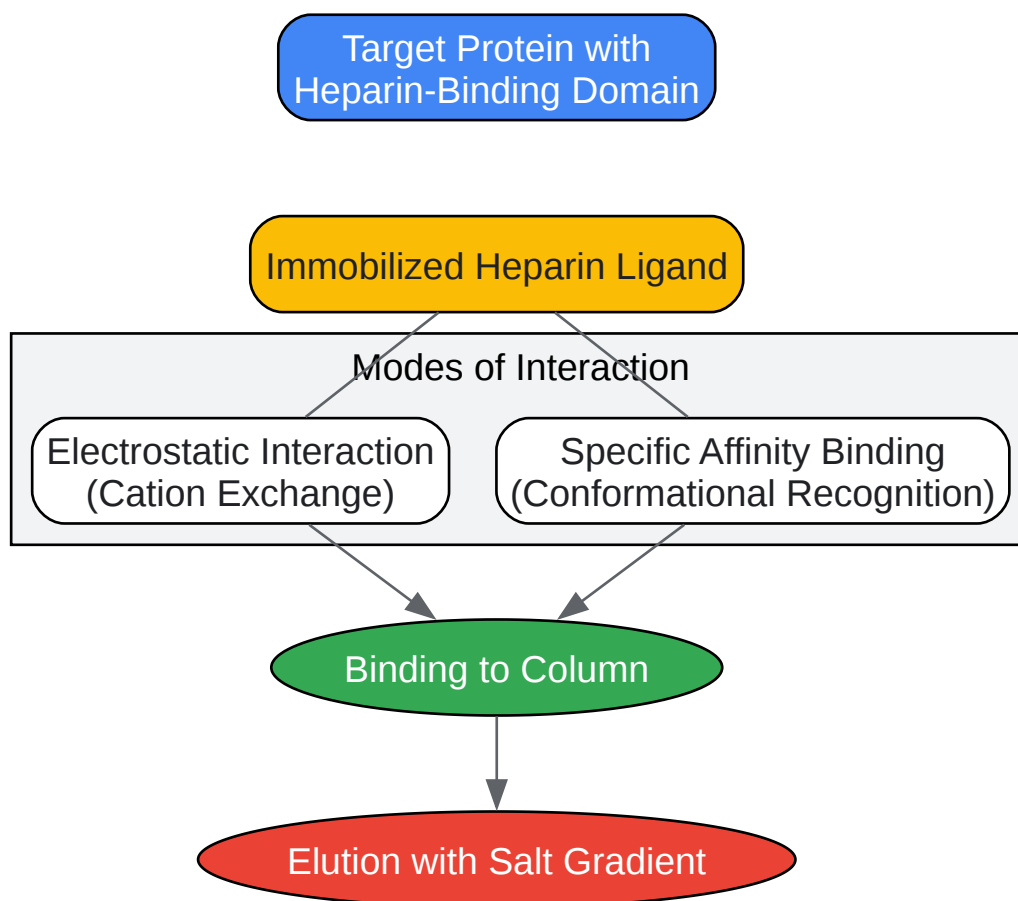 Target Protein with
Heparin-Binding Domain
Immobilized Heparin Ligand
Modes of Interaction
Electrostatic Interaction
(Cation Exchange)
Specific Affinity Binding
(Conformational Recognition)
Binding to Column
Elution with Salt Gradient